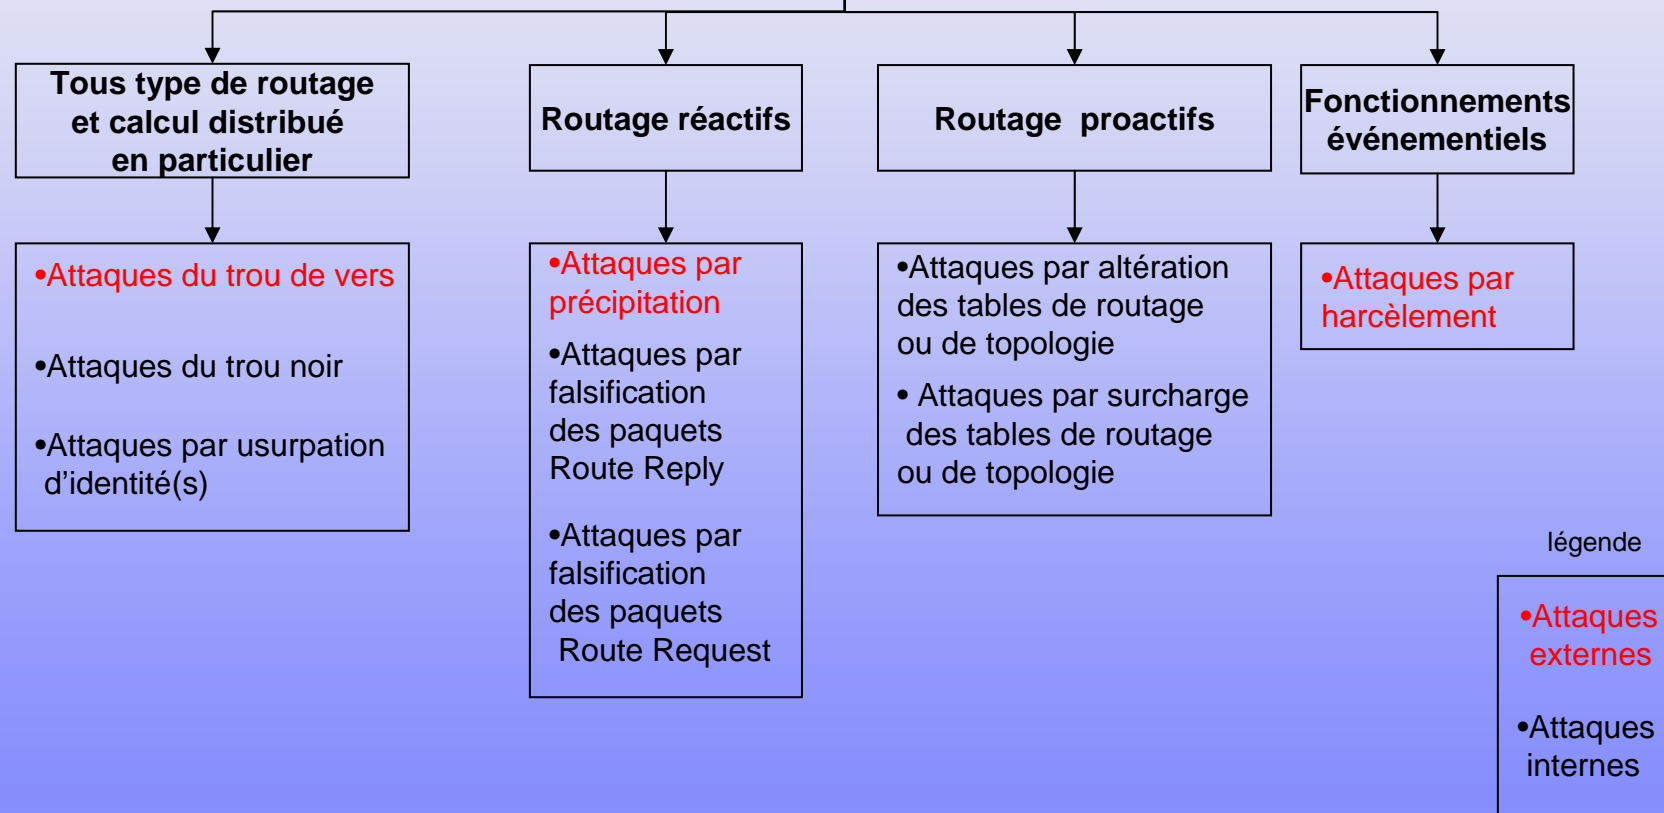 Tous type de routage
et calcul distribué
en particulier
•Attaques du trou de vers
•Attaques du trou noir
•Attaques par usurpation
d’identité(s)
Routage réactifs
•Attaques par
précipitation
•Attaques par
falsification
des paquets
Route Reply
•Attaques par
falsification
des paquets
Route Request
Routage proactifs
•Attaques par altération
des tables de routage
ou de topologie
• Attaques par surcharge
des tables de routage
ou de topologie
Fonctionnements
événementiels
•Attaques par
harcèlement
légende
•Attaques
externes
•Attaques
internes